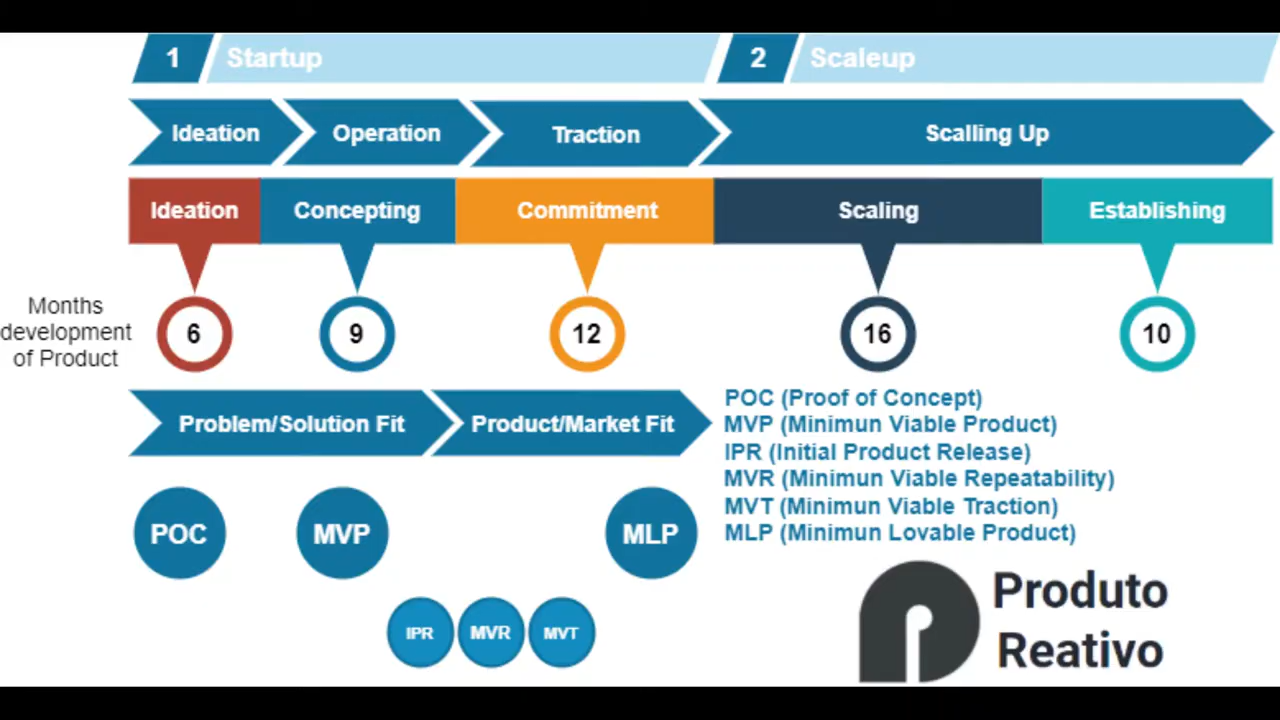 1 Startup 2 Scaleup
Ideation Operation Traction Scalling Up
Ideation Concepting Commitment Scaling Establishing
Months
development
of Product
6 9 12 16 10
Problem/Solution Fit Product/Market Fit
POC (Proof of Concept)
MVP (Minimun Viable Product)
IPR (Initial Product Release)
MVR (Minimun Viable Repeatability)
MVT (Minimun Viable Traction)
MLP (Minimun Lovable Product)
POC MVP MLP
IPR MVR MVT
Produto
Reativo